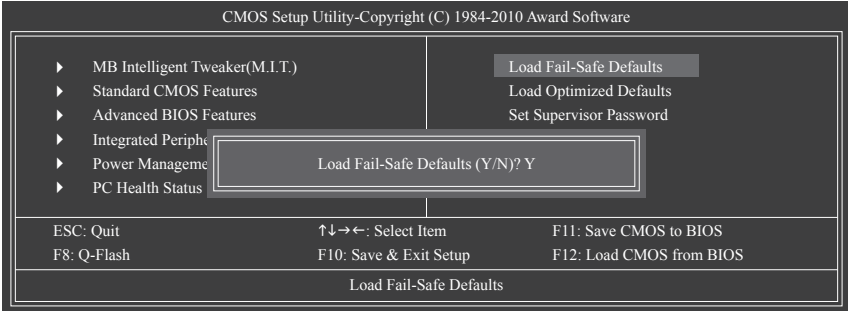 CMOS Setup Utility-Copyright (C) 1984-2010 Award Software
MB Intelligent Tweaker(M.I.T.)
Standard CMOS Features
Advanced BIOS Features
Integrated Periphe
Power Manageme
PC Health Status
Load Fail-Safe Defaults
Load Optimized Defaults
Set Supervisor Password
Load Fail-Safe Defaults (Y/N)? Y
ESC: Quit
↑↓→←: Select Item
F11: Save CMOS to BIOS
F8: Q-Flash
F10: Save & Exit Setup
F12: Load CMOS from BIOS
Load Fail-Safe Defaults